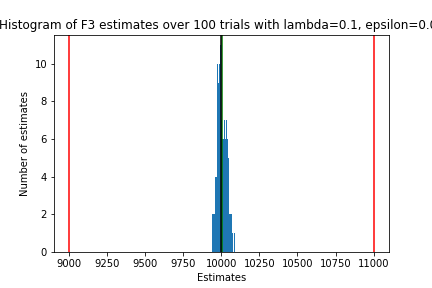 Histogram of F3 estimates over 100 trials with lambda=0.1, epsilon=0.0
10
8
6
4
2
0
Number of estimates
9000 9250 9500 9750 10000 10250 10500 10750 11000
Estimates